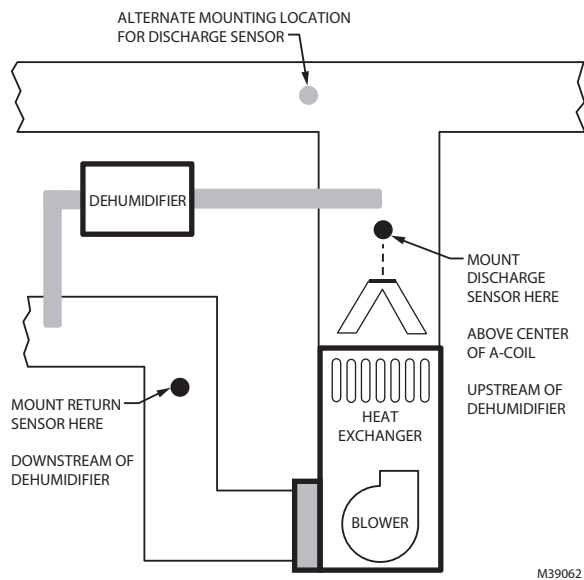 ALTERNATE MOUNTING LOCATION
FOR DISCHARGE SENSOR
DEHUMIDIFIER
MOUNT
DISCHARGE
SENSOR HERE
ABOVE CENTER
OF A-COIL
UPSTREAM OF
DEHUMIDIFIER
MOUNT RETURN
SENSOR HERE
DOWNSTREAM OF
DEHUMIDIFIER
HEAT
EXCHANGER
BLOWER
M39062